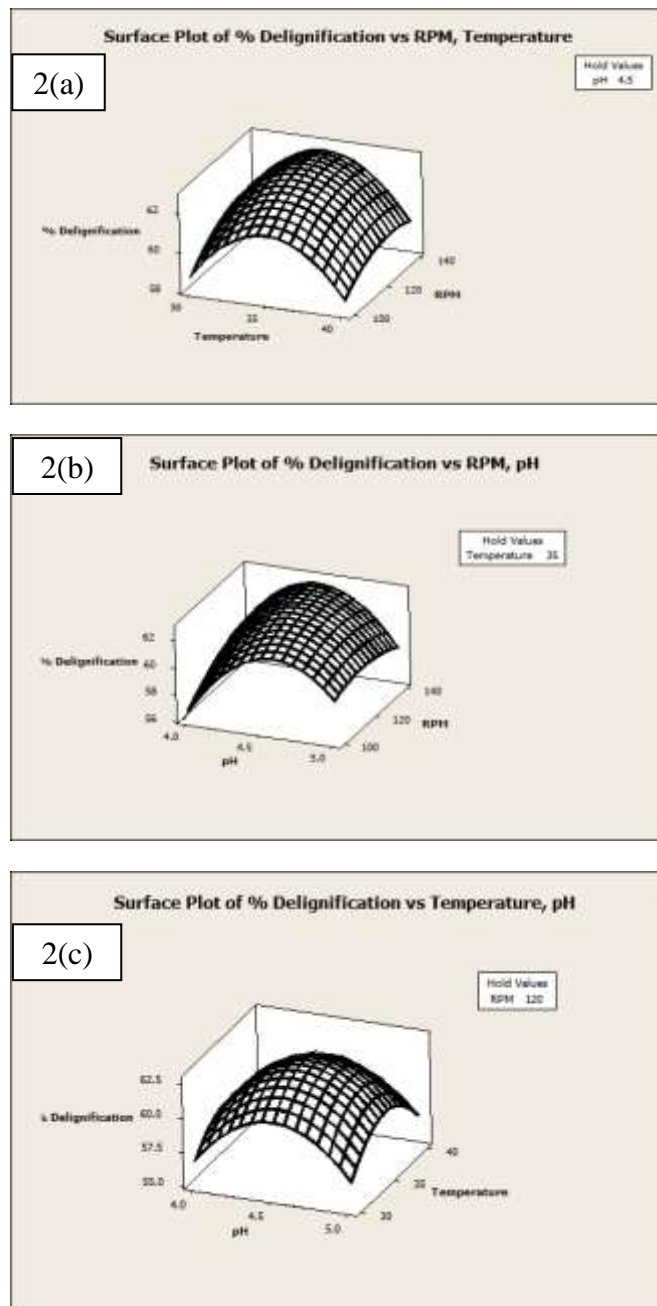 Surface Plot of % Delignification vs RPM, Temperature
2(a)
Hold Values
pH 4.5
62
% Delignification
60
58
30
35
40
Temperature
100
120
140
RPM
2(b)
Surface Plot of % Delignification vs RPM, pH
Hold Values
Temperature 35
62
% Delignification 60
58
56
4.0
4.5
5.0
pH
100
120
140
RPM
Surface Plot of % Delignification vs Temperature, pH
2(c)
Hold Values
RPM 120
62.5
% Delignification 60.0
57.5
55.0
4.0
4.5
5.0
pH
30
35
40
Temperature